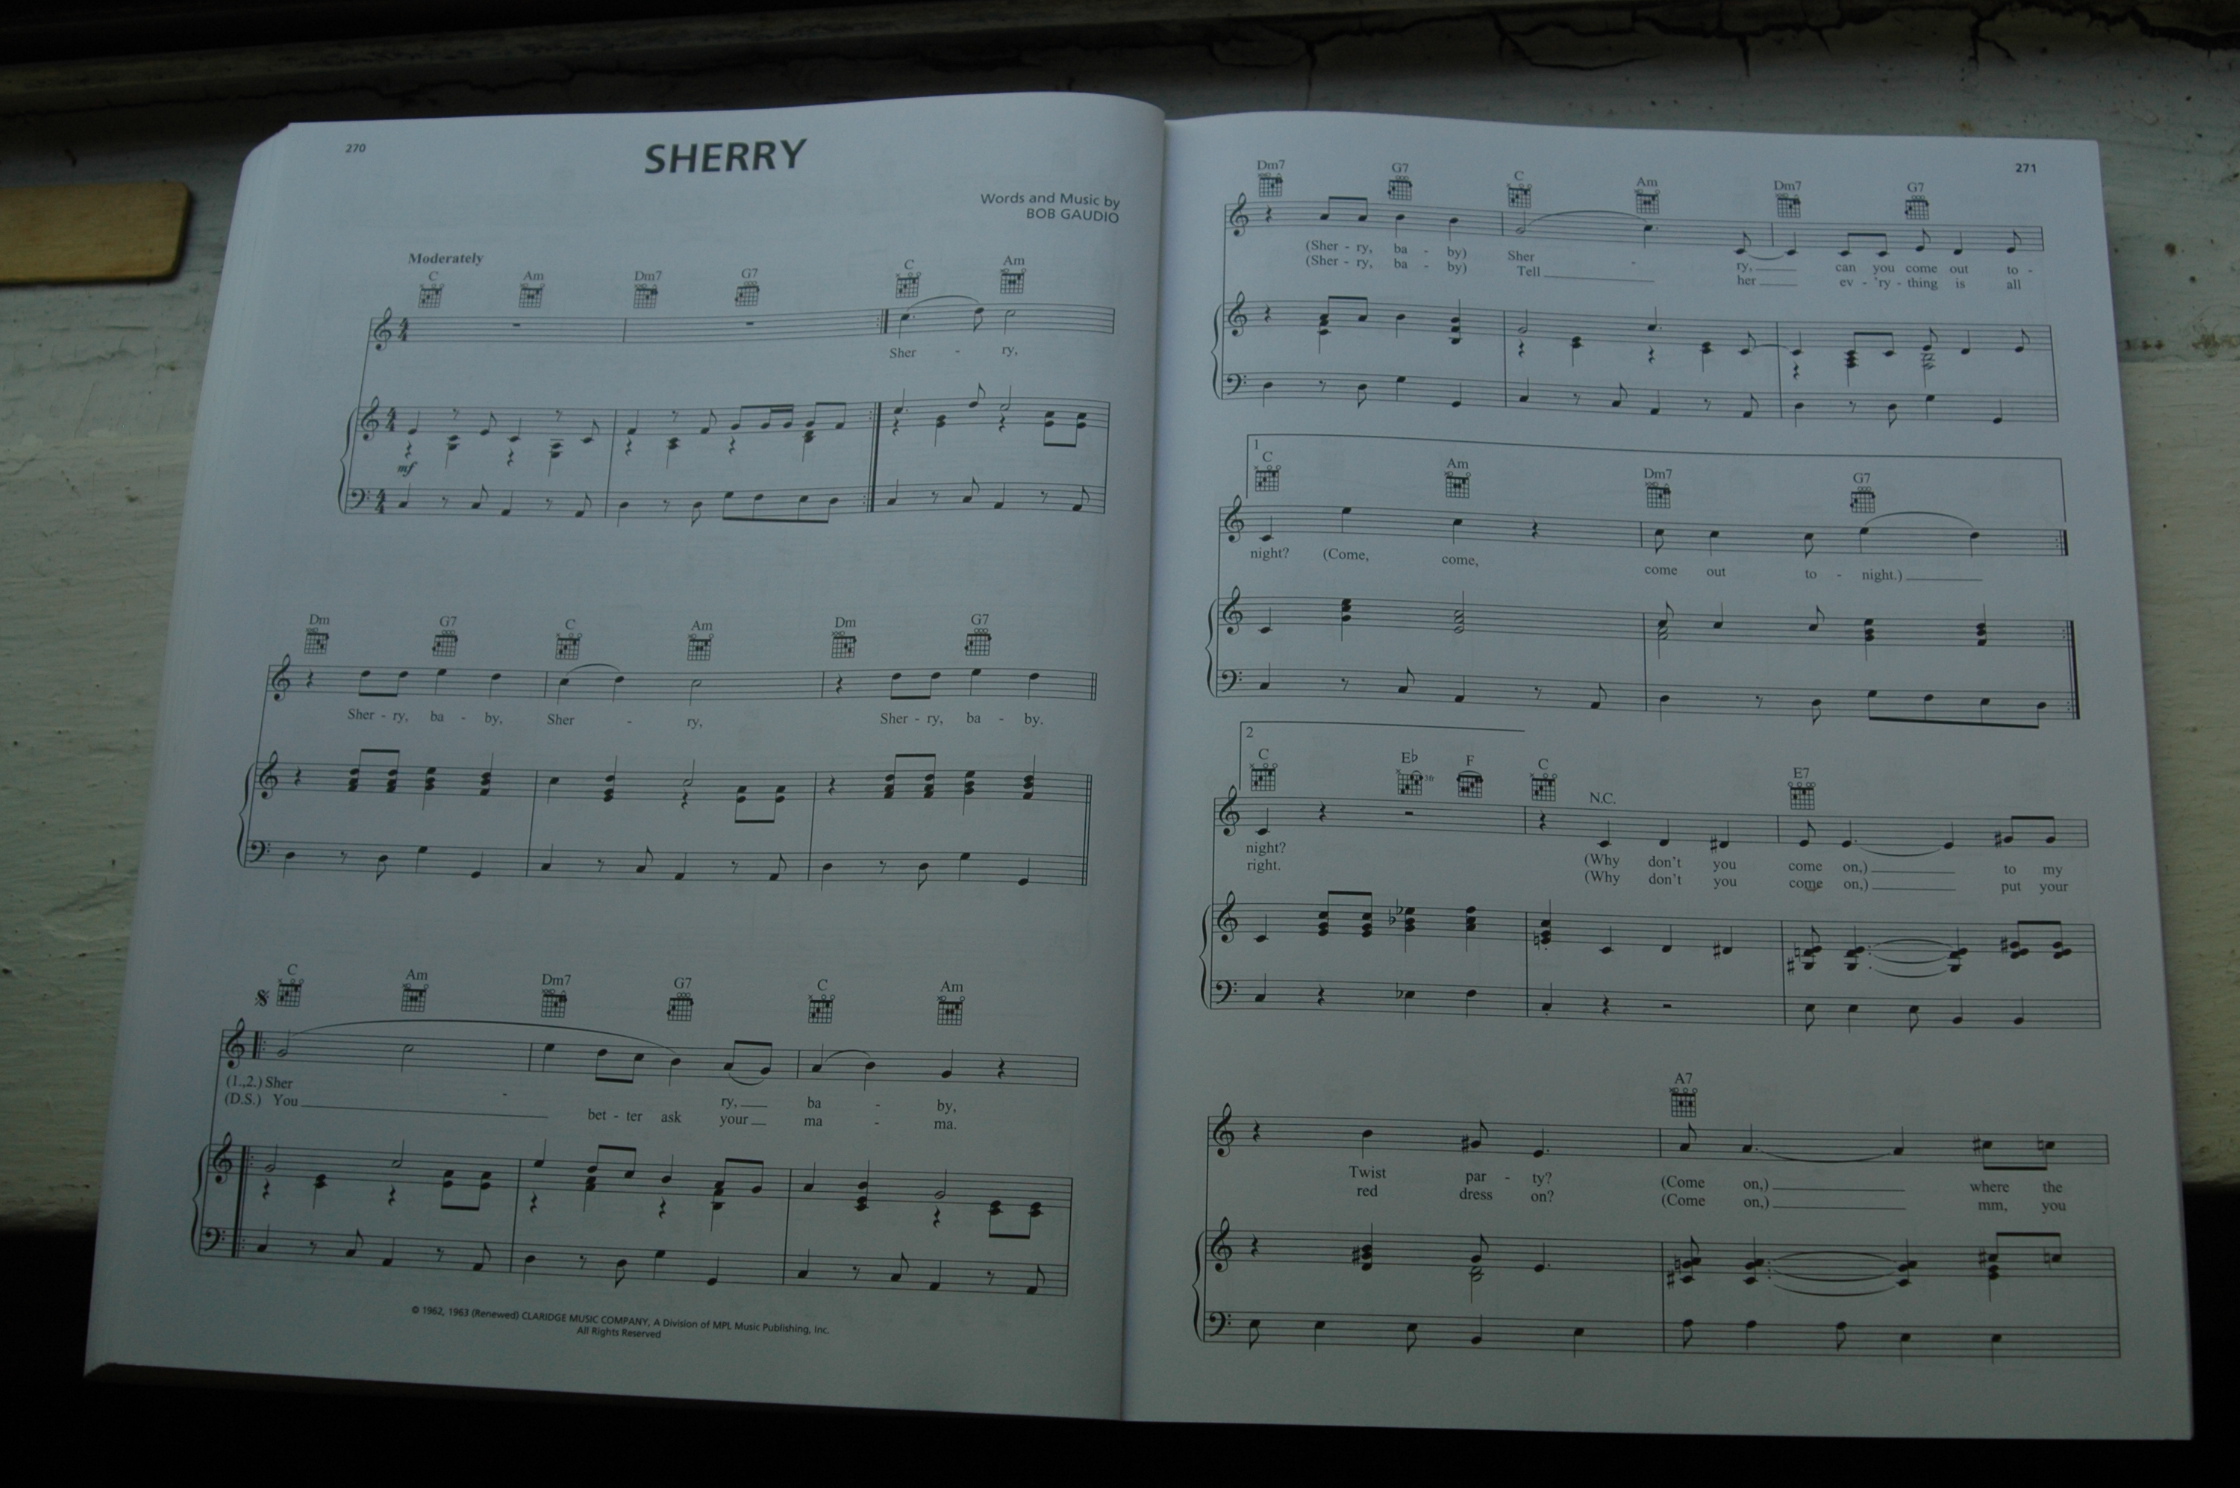 270
SHERRY
Words and Music by
BOB GAUDIO
Moderately
C Am Dm7 G7 C Am
Sher - ry,
mf
Dm G7 C Am Dm G7
Sher - ry, ba - by, Sher - ry, Sher - ry, ba - by.
C Am Dm7 G7 C Am
(1.,2.) Sher - ry, ba - by,
(D.S.) You bet - ter ask your ma - ma.
© 1962, 1963 (Renewed) CLARIDGE MUSIC COMPANY, A Division of MPL Music Publishing, Inc.
All Rights Reserved
271
Dm7 G7 C Am Dm7 G7
(Sher - ry, ba - by) Sher - ry, can you come out to -
(Sher - ry, ba - by) Tell her ev - 'ry - thing is all
1
C Am Dm7 G7
night? (Come, come, come out to - night.)
2
C E♭ F C N.C. E7
3fr
night? (Why don't you come on,) to my
right. (Why don't you come on,) put your
A7
Twist par - ty? (Come on,) where the
red dress on? (Come on,) mm, you